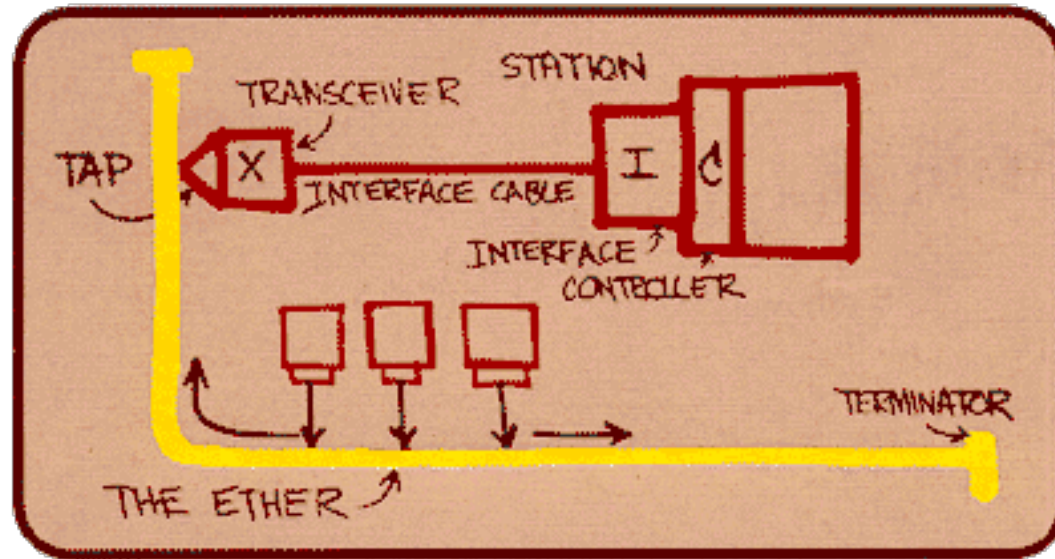 STATION
TRANSCEIVER
TAP
X
I
C
INTERFACE CABLE
INTERFACE
CONTROLLER
TERMINATOR
THE ETHER